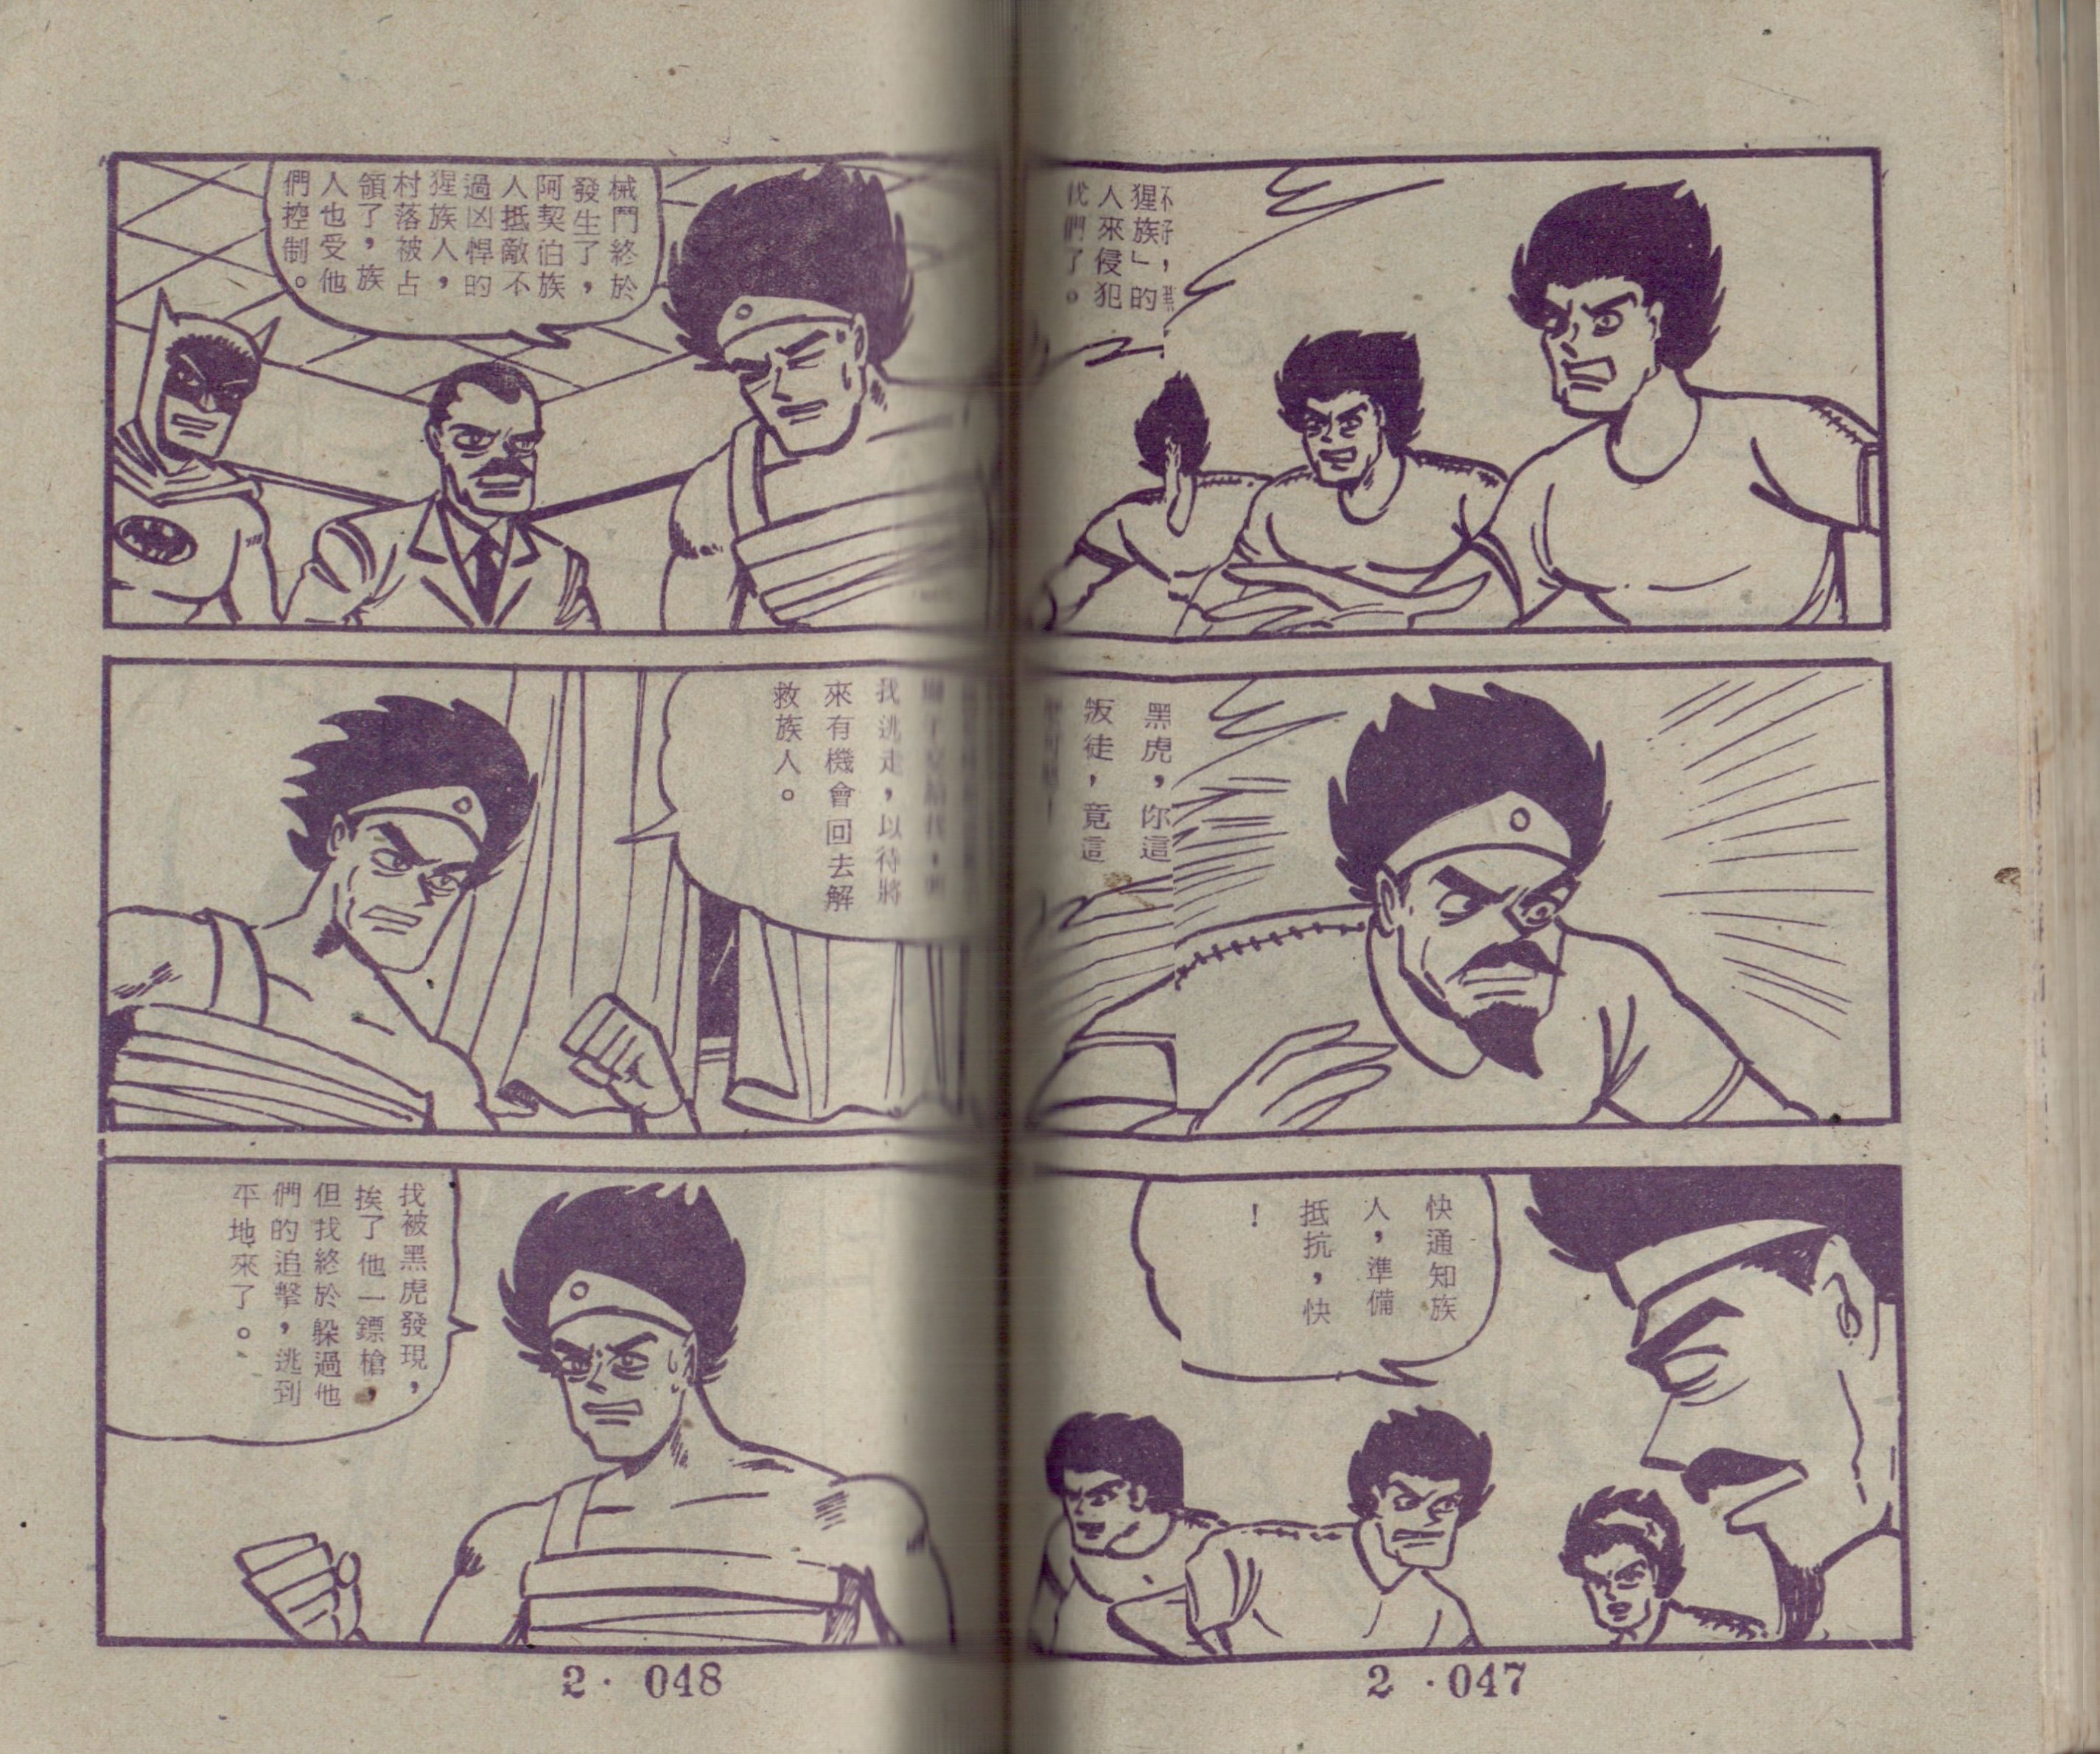 猩族」的
人來侵犯
我們了。
黑虎，你這
叛徒，竟這
快通知族
人，準備
抵抗，快
！
2·047
械鬥終於
發生了，
阿契伯族
人抵敵不
過凶悍的
猩族人，
村落被占
領了，族
人也受他
們控制。
我逃走，以待將
來有機會回去解
救族人。
我被黑虎發現，
挨了他一鏢槍，
但我終於躲過他
們的追擊，逃到
平地來了。
2·048